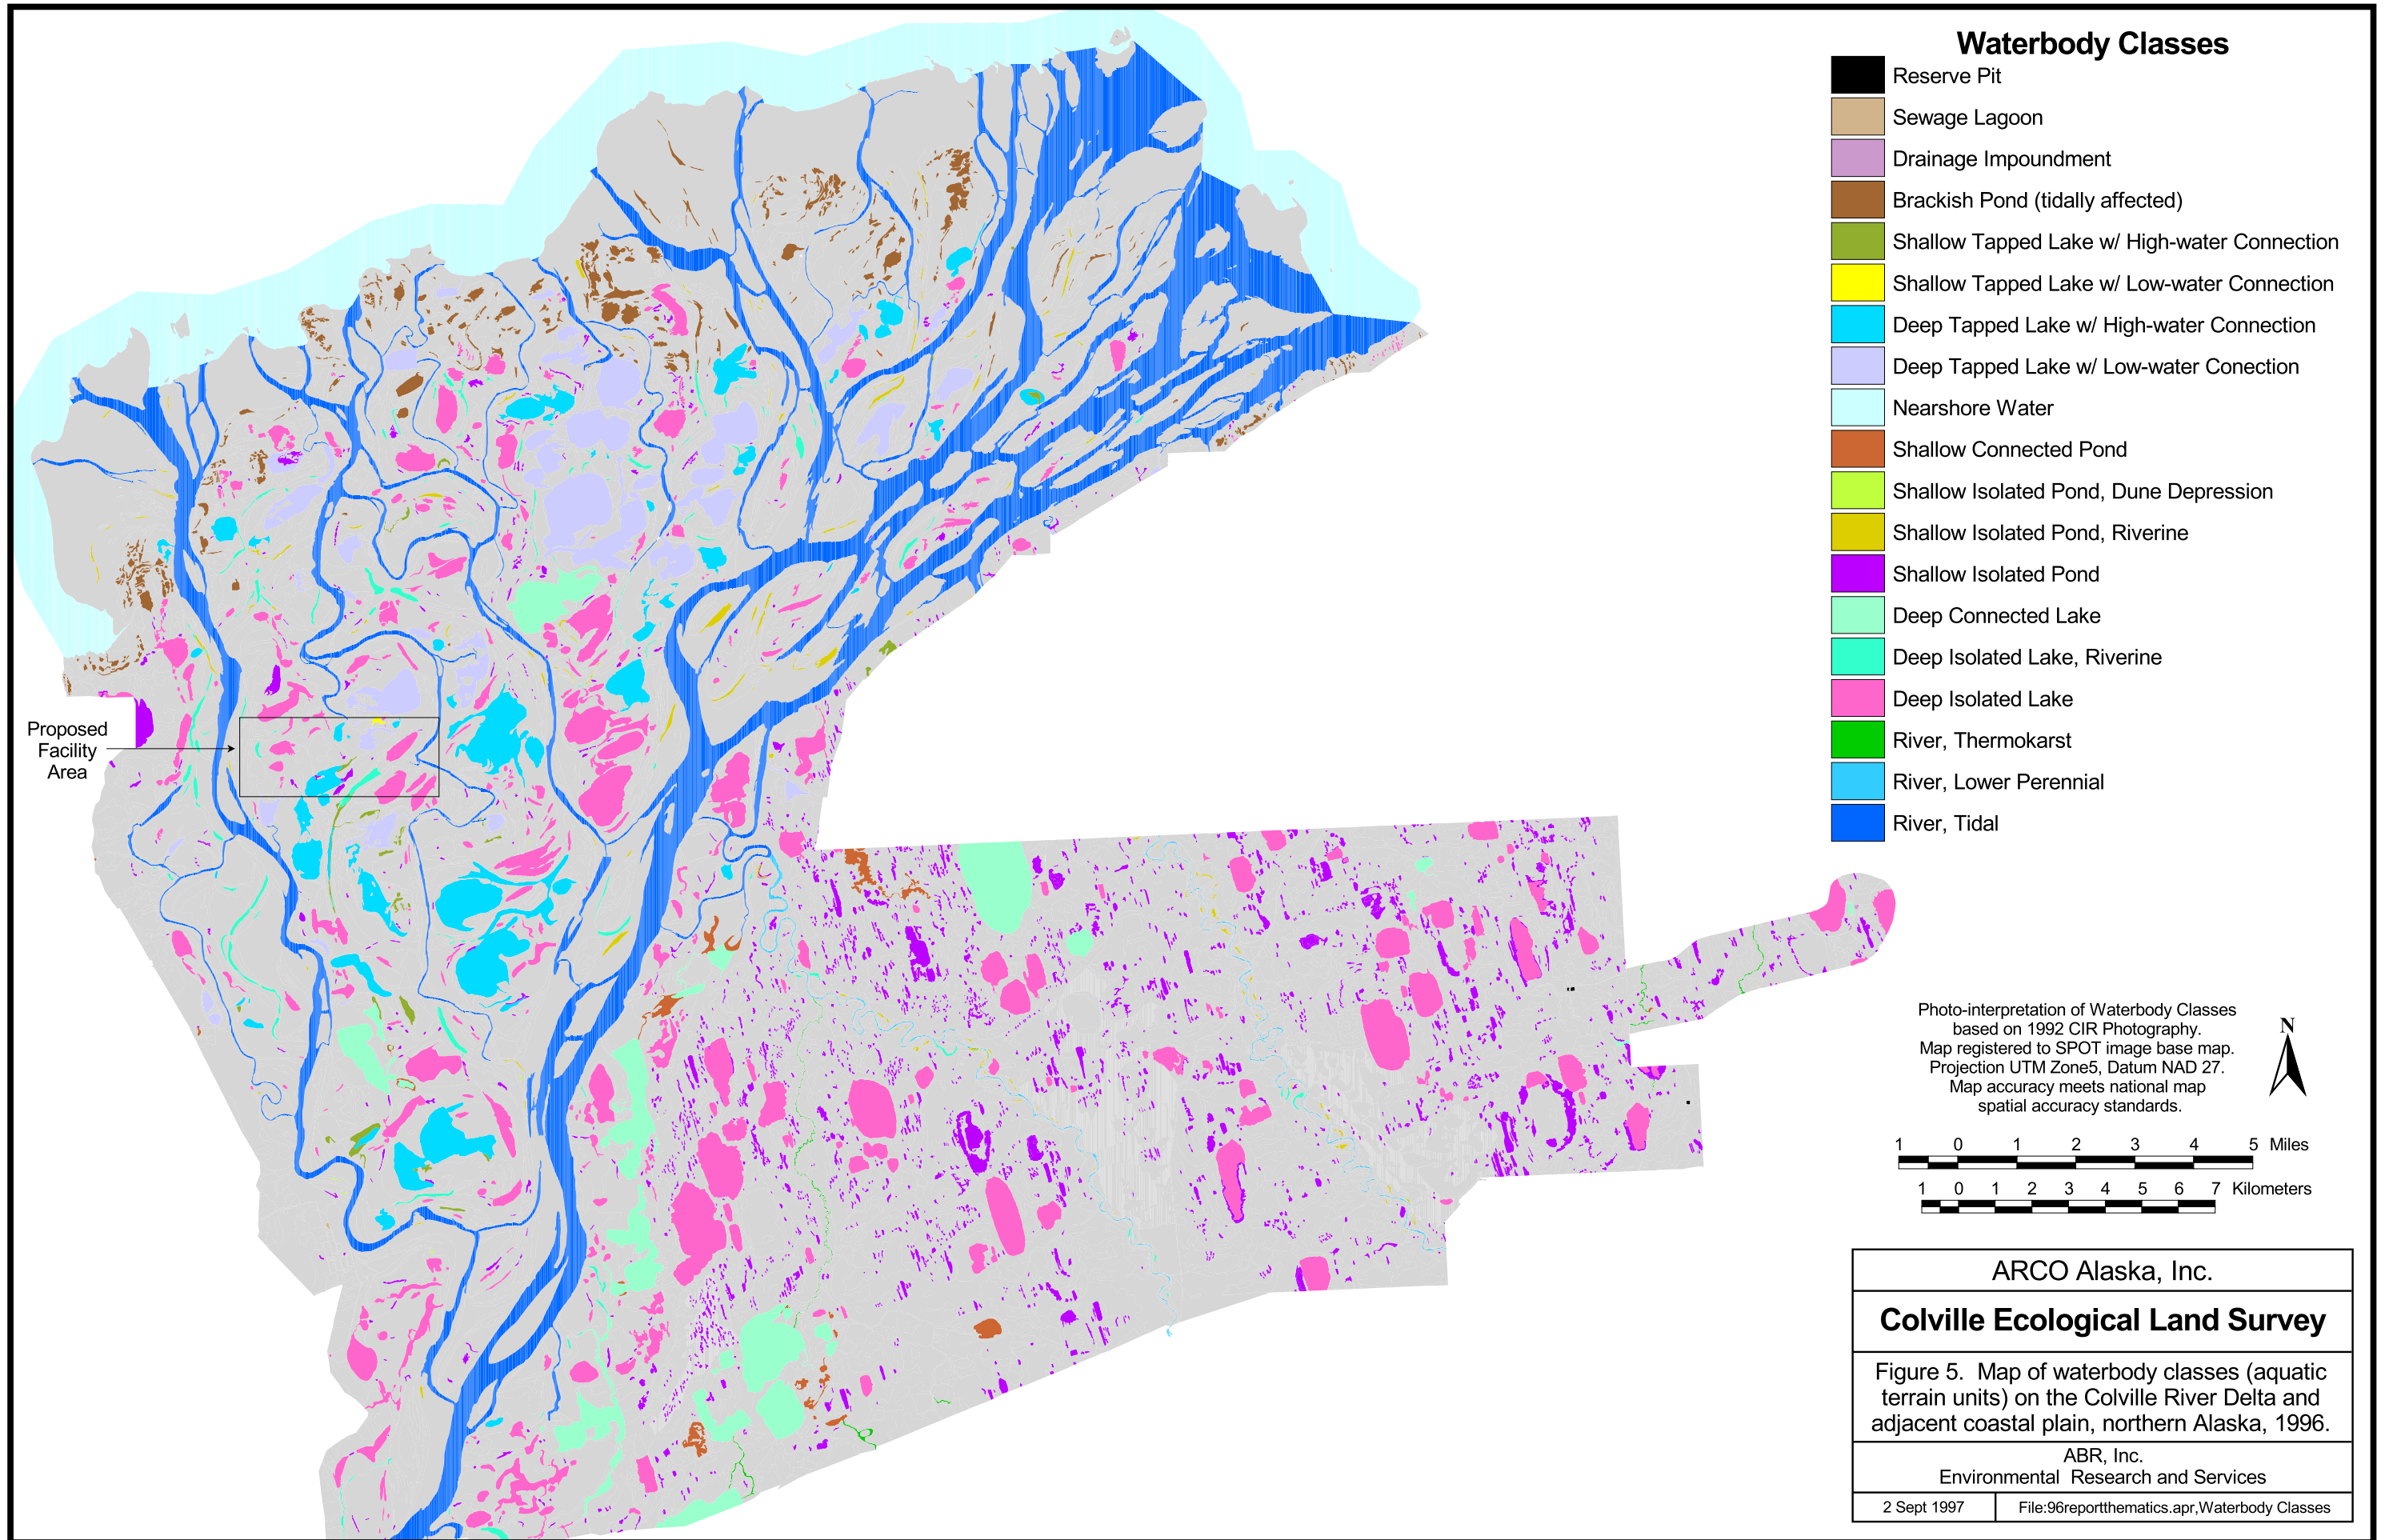 Waterbody Classes
Reserve Pit
Sewage Lagoon
Drainage Impoundment
Brackish Pond (tidally affected)
Shallow Tapped Lake w/ High-water Connection
Shallow Tapped Lake w/ Low-water Connection
Deep Tapped Lake w/ High-water Connection
Deep Tapped Lake w/ Low-water Conection
Nearshore Water
Shallow Connected Pond
Shallow Isolated Pond, Dune Depression
Shallow Isolated Pond, Riverine
Shallow Isolated Pond
Deep Connected Lake
Deep Isolated Lake, Riverine
Deep Isolated Lake
River, Thermokarst
River, Lower Perennial
River, Tidal
Proposed
Facility
Area
Photo-interpretation of Waterbody Classes
based on 1992 CIR Photography.
Map registered to SPOT image base map.
Projection UTM Zone5, Datum NAD 27.
Map accuracy meets national map
spatial accuracy standards.
N
1 0 1 2 3 4 5 Miles
1 0 1 2 3 4 5 6 7 Kilometers
ARCO Alaska, Inc.
Colville Ecological Land Survey
Figure 5. Map of waterbody classes (aquatic
terrain units) on the Colville River Delta and
adjacent coastal plain, northern Alaska, 1996.
ABR, Inc.
Environmental Research and Services
2 Sept 1997 File:96reportthematics.apr,Waterbody Classes